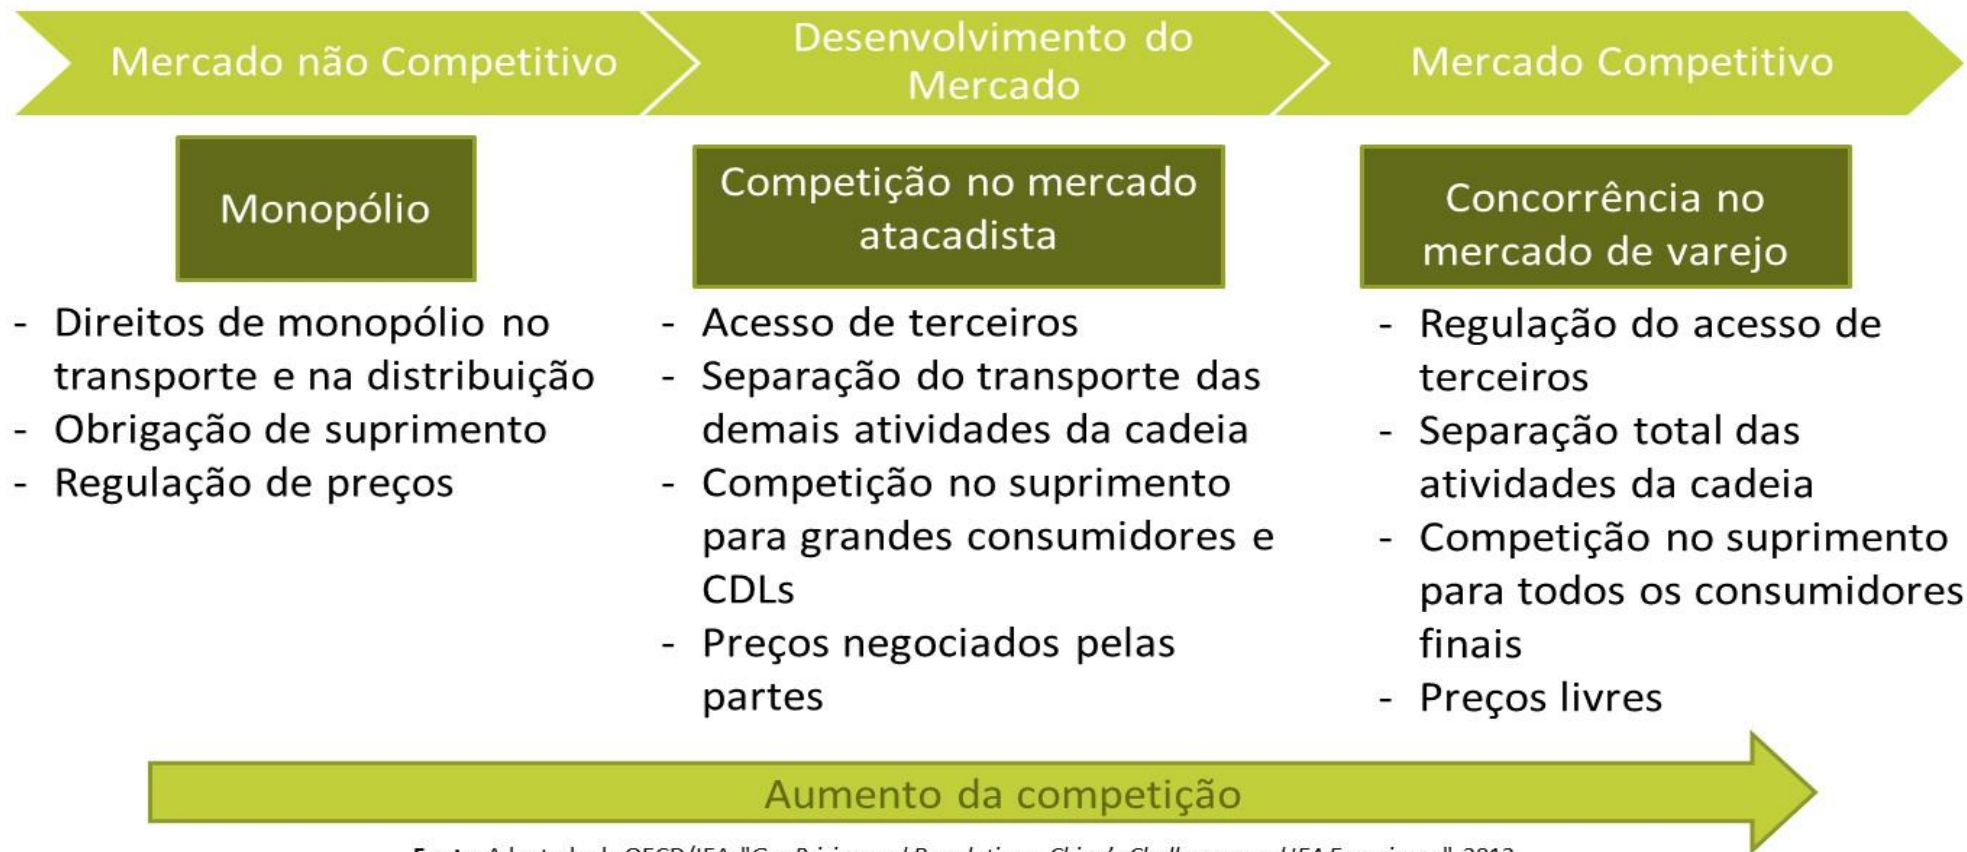 Mercado não Competitivo
Desenvolvimento do
Mercado
Mercado Competitivo
Monopólio
- Direitos de monopólio no
transporte e na distribuição
- Obrigação de suprimento
- Regulação de preços
Competição no mercado
atacadista
- Acesso de terceiros
- Separação do transporte das
demais atividades da cadeia
- Competição no suprimento
para grandes consumidores e
CDLs
- Preços negociados pelas
partes
Concorrência no
mercado de varejo
- Regulação do acesso de
terceiros
- Separação total das
atividades da cadeia
- Competição no suprimento
para todos os consumidores
finais
- Preços livres
Aumento da competição